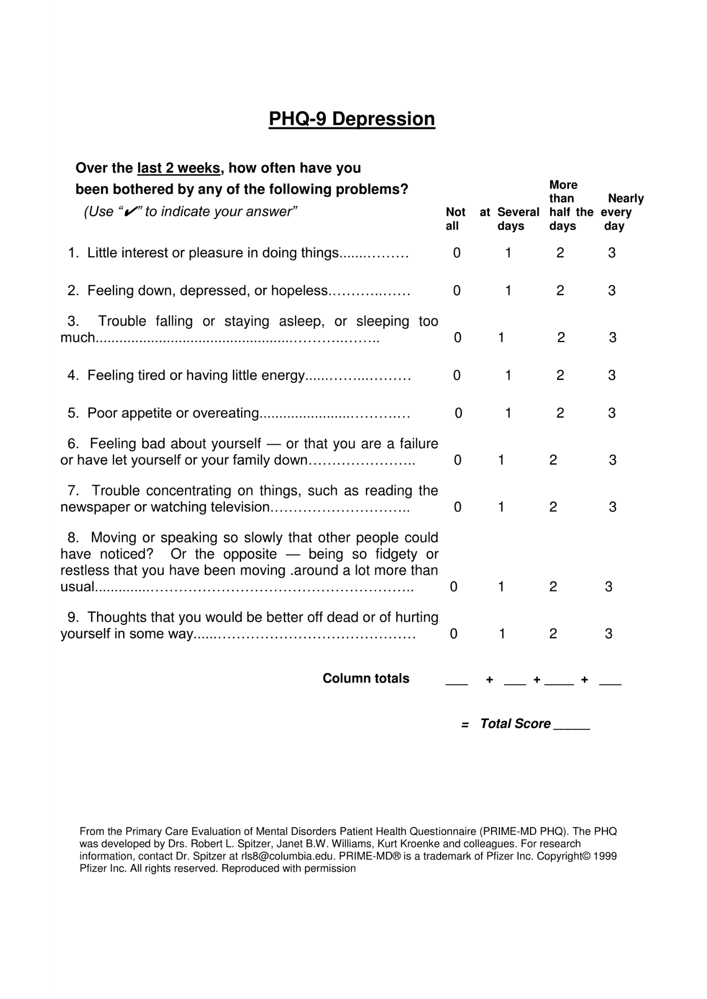 PHQ-9 Depression
Over the last 2 weeks, how often have you
been bothered by any of the following problems?
(Use “✔” to indicate your answer”
Not at all
Several days
More than half the days
Nearly every day
1. Little interest or pleasure in doing things.......……… 0 1 2 3
2. Feeling down, depressed, or hopeless.………..…… 0 1 2 3
3. Trouble falling or staying asleep, or sleeping too
much..................................................………..…….. 0 1 2 3
4. Feeling tired or having little energy......……...……… 0 1 2 3
5. Poor appetite or overeating.......................……….… 0 1 2 3
6. Feeling bad about yourself — or that you are a failure
or have let yourself or your family down………………….. 0 1 2 3
7. Trouble concentrating on things, such as reading the
newspaper or watching television.……………………….. 0 1 2 3
8. Moving or speaking so slowly that other people could
have noticed? Or the opposite — being so fidgety or
restless that you have been moving .around a lot more than
usual.............……………………………………………….. 0 1 2 3
9. Thoughts that you would be better off dead or of hurting
yourself in some way......…………………………………… 0 1 2 3
Column totals ___ + ___ + ____ + ___
= Total Score _____
From the Primary Care Evaluation of Mental Disorders Patient Health Questionnaire (PRIME-MD PHQ). The PHQ
was developed by Drs. Robert L. Spitzer, Janet B.W. Williams, Kurt Kroenke and colleagues. For research
information, contact Dr. Spitzer at rls8@columbia.edu. PRIME-MD® is a trademark of Pfizer Inc. Copyright© 1999
Pfizer Inc. All rights reserved. Reproduced with permission